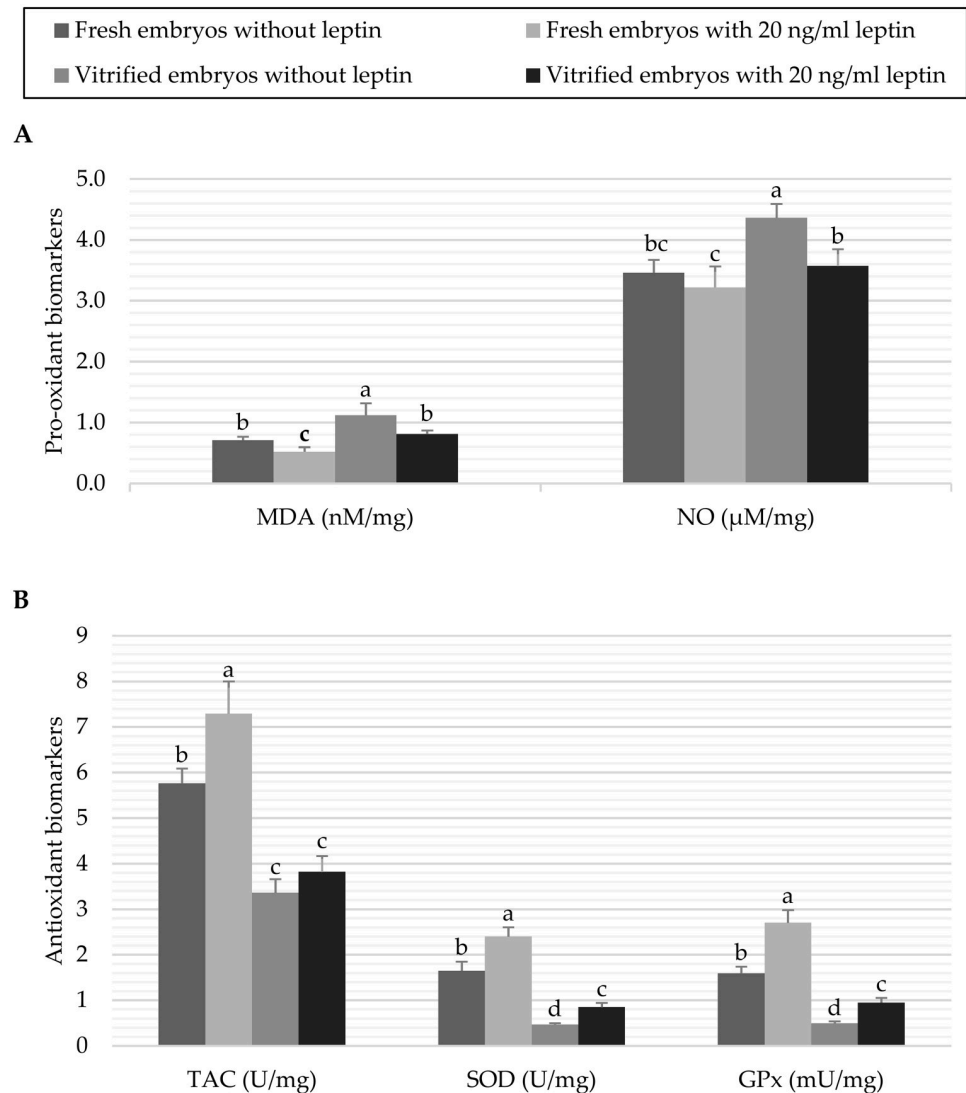 Fresh embryos without leptin
Fresh embryos with 20 ng/ml leptin
Vitrified embryos without leptin
Vitrified embryos with 20 ng/ml leptin
A
Pro-oxidant biomarkers
5.0
4.0
3.0
2.0
1.0
0.0
b
c
a
b
bc
c
a
b
MDA (nM/mg)
NO (µM/mg)
B
Antioxidant biomarkers
9
8
7
6
5
4
3
2
1
0
b
a
c
c
b
a
d
c
b
a
d
c
TAC (U/mg)
SOD (U/mg)
GPx (mU/mg)